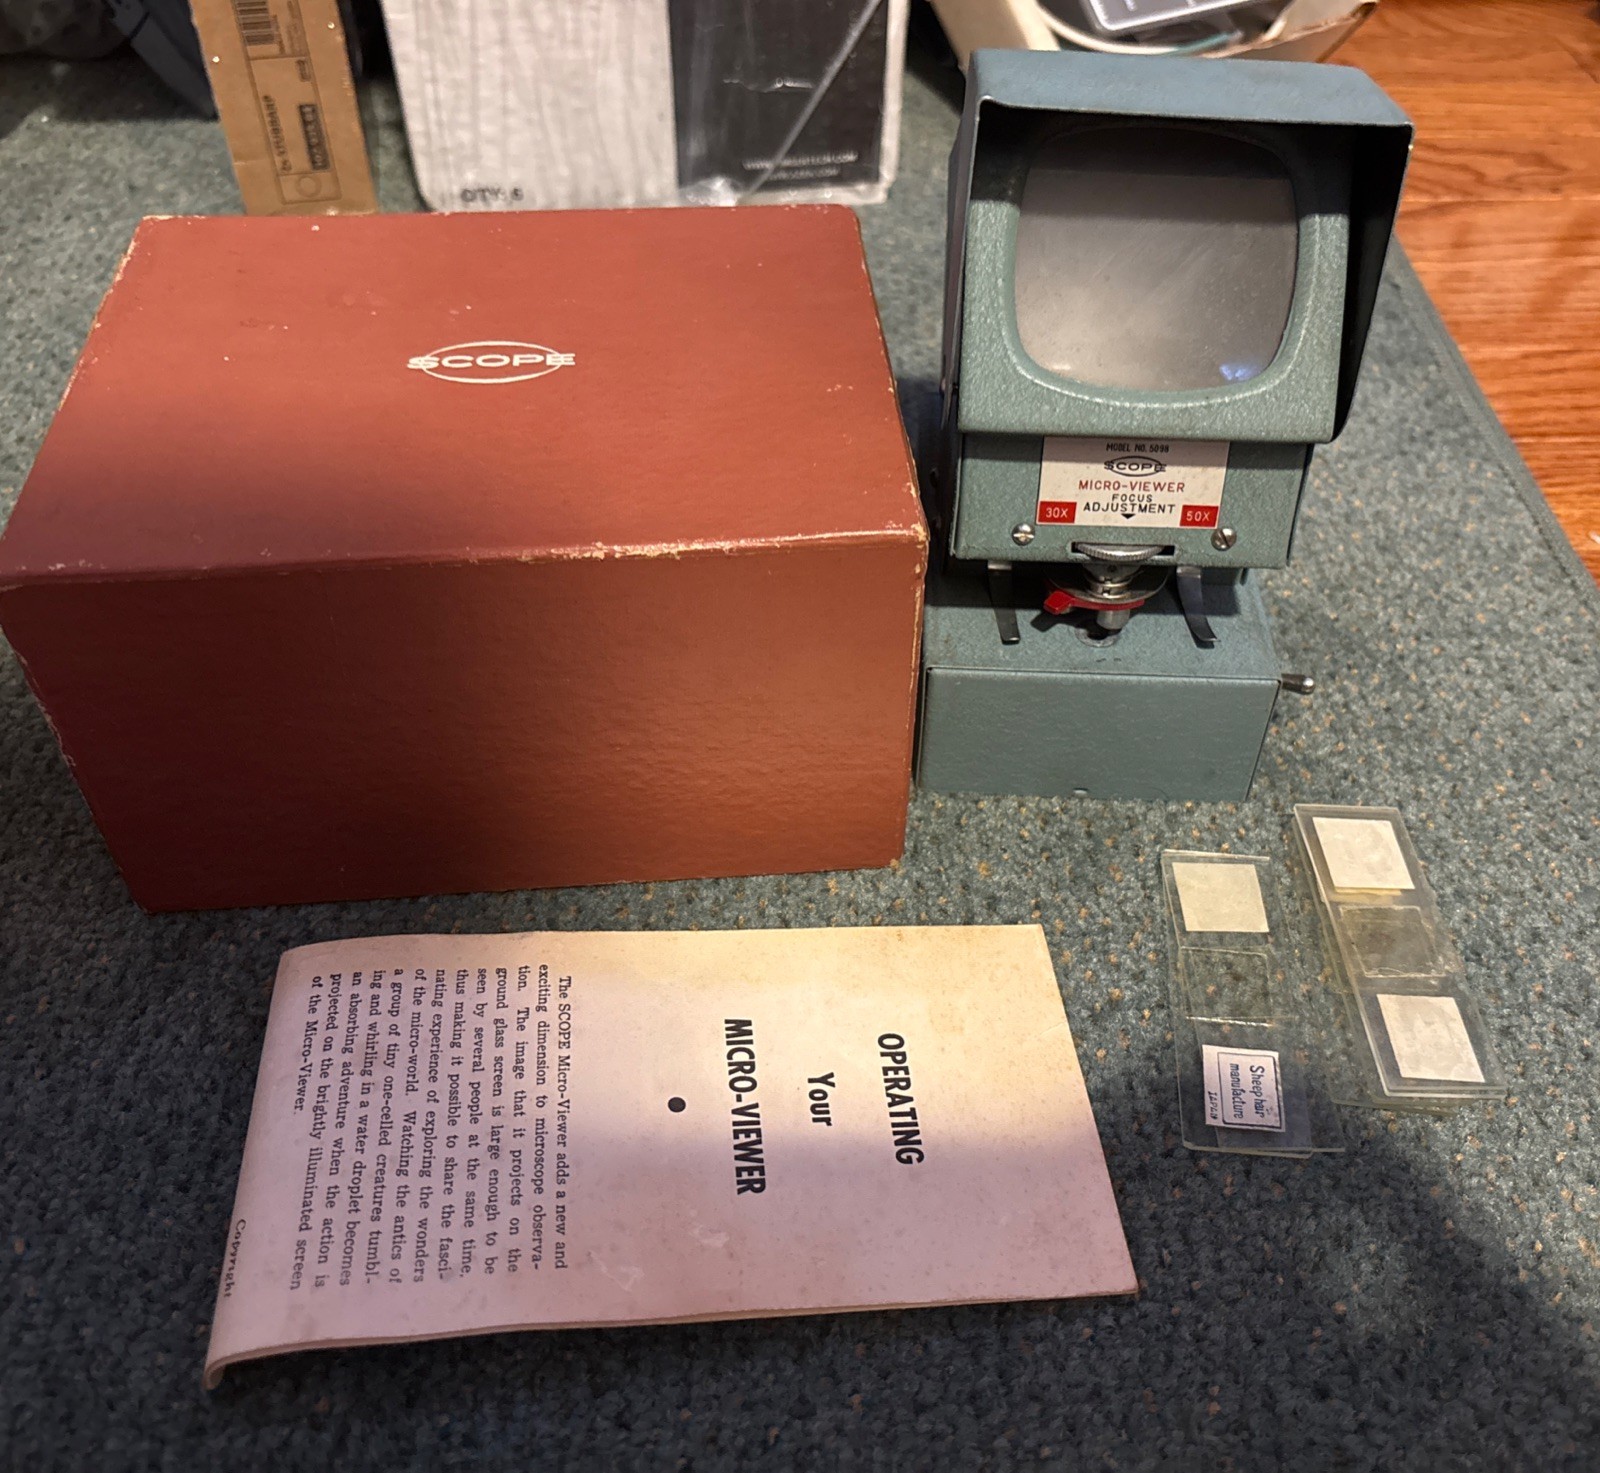 QTY: 6
SCOPE
MODEL NO. 5099
SCOPE
MICRO-VIEWER
FOCUS
ADJUSTMENT
30X
50X
OPERATING
Your
MICRO-VIEWER
The SCOPE Micro-Viewer adds a new and
exciting dimension to microscope observa-
tion. The image that it projects on the
ground glass screen is large enough to be
seen by several people at the same time,
thus making it possible to share the fasci-
nating experience of exploring the wonders
of the micro-world. Watching the antics of
a group of tiny one-celled creatures tumbl-
ing and whirling in a water droplet becomes
an absorbing adventure when the action is
projected on the brightly illuminated screen
of the Micro-Viewer.
Copyright
Sheep hair
manufacture
JAPAN